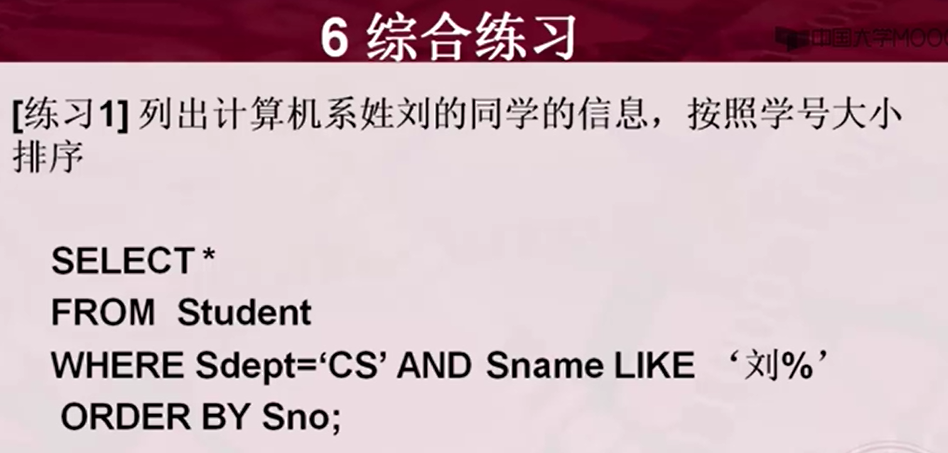 6 综合练习
中国大学MOO
[练习1] 列出计算机系姓刘的同学的信息，按照学号大小
排序
SELECT *
FROM Student
WHERE Sdept=‘CS’ AND Sname LIKE ‘刘%’
ORDER BY Sno;